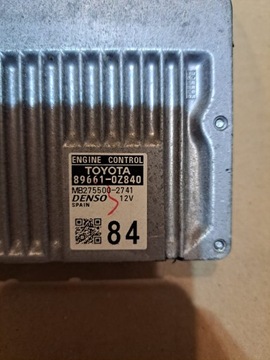 ENGINE CONTROL
TOYOTA
89661-0Z840
MB275500-2741
DENSO 12V
SPAIN
84